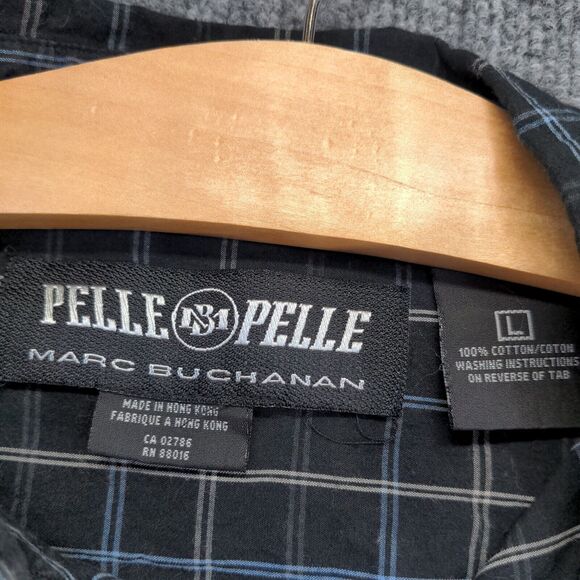 PELLE MB PELLE
MARC BUCHANAN
MADE IN HONG KONG
FABRIQUE A HONG KONG
CA 02786
RN 88016
L
100% COTTON/COTON
WASHING INSTRUCTIONS
ON REVERSE OF TAB